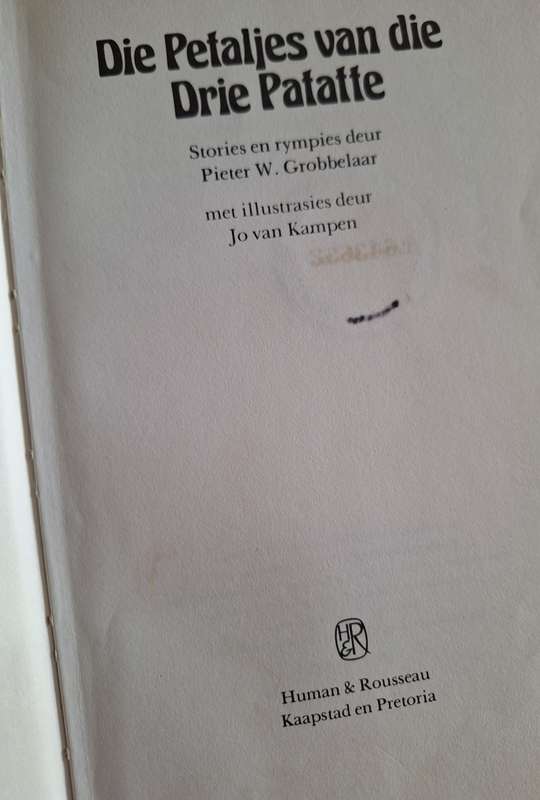 Die Petaljes van die
Drie Patatte
Stories en rympies deur
Pieter W. Grobbelaar
met illustrasies deur
Jo van Kampen
H&R
Human & Rousseau
Kaapstad en Pretoria